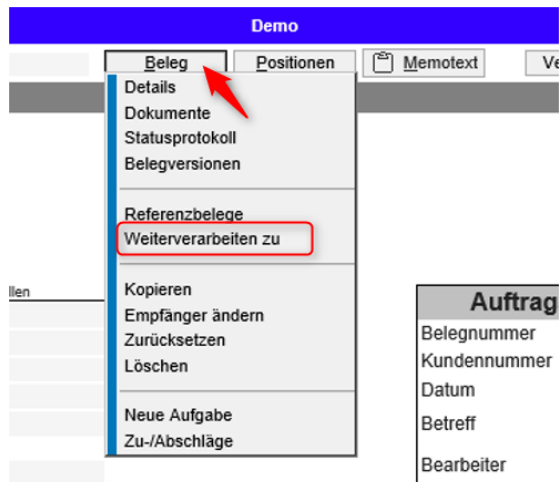 Demo
Beleg Positionen Memotext
Details
Dokumente
Statusprotokoll
Belegversionen
Referenzbelege
Weiterverarbeiten zu
Kopieren
Empfänger ändern
Zurücksetzen
Löschen
Neue Aufgabe
Zu-/Abschläge
Auftrag
Belegnummer
Kundennummer
Datum
Betreff
Bearbeiter